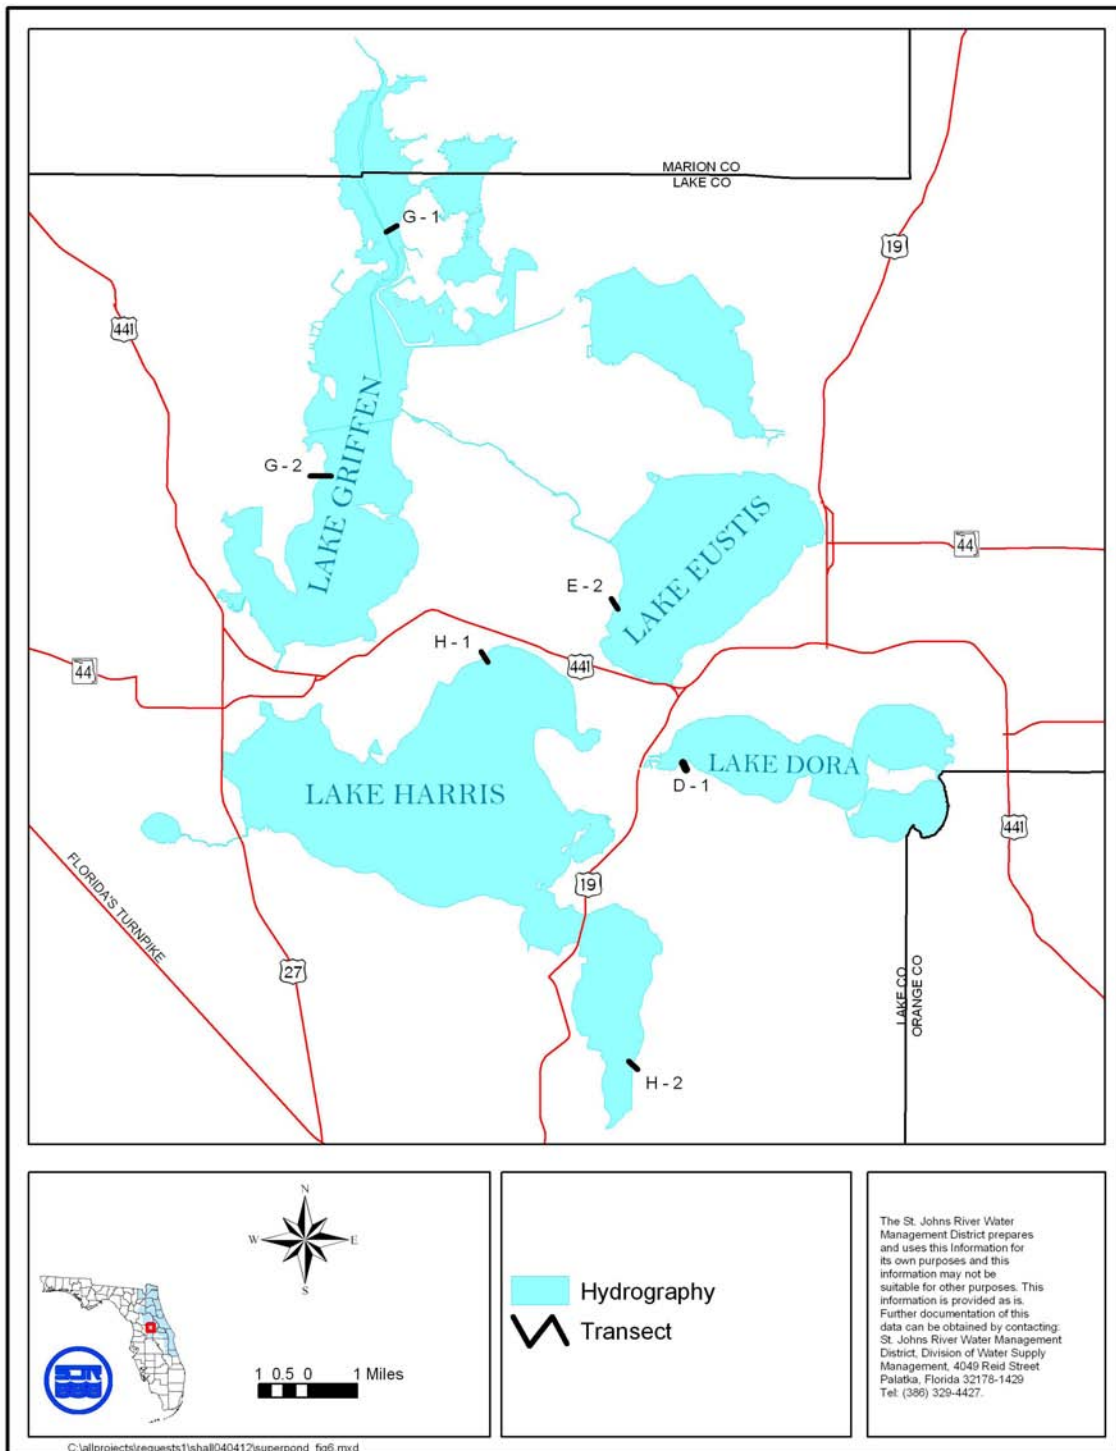 MARION CO
LAKE CO
G - 1
19
441
LAKE GRIFFEN
G - 2
44
LAKE EUSTIS
E - 2
H - 1
441
44
LAKE DORA
D - 1
LAKE HARRIS
441
FLORIDA'S TURNPIKE
19
27
LAKE CO
ORANGE CO
H - 2
N
W
E
S
1 0.5 0 1 Miles
Hydrography
Transect
The St. Johns River Water
Management District prepares
and uses this Information for
its own purposes and this
information may not be
suitable for other purposes. This
information is provided as is.
Further documentation of this
data can be obtained by contacting:
St. Johns River Water Management
District, Division of Water Supply
Management, 4049 Reid Street
Palatka, Florida 32178-1429
Tel: (386) 329-4427.
C:\allprojects\requests1\shall040412\superpond_fig6.mxd